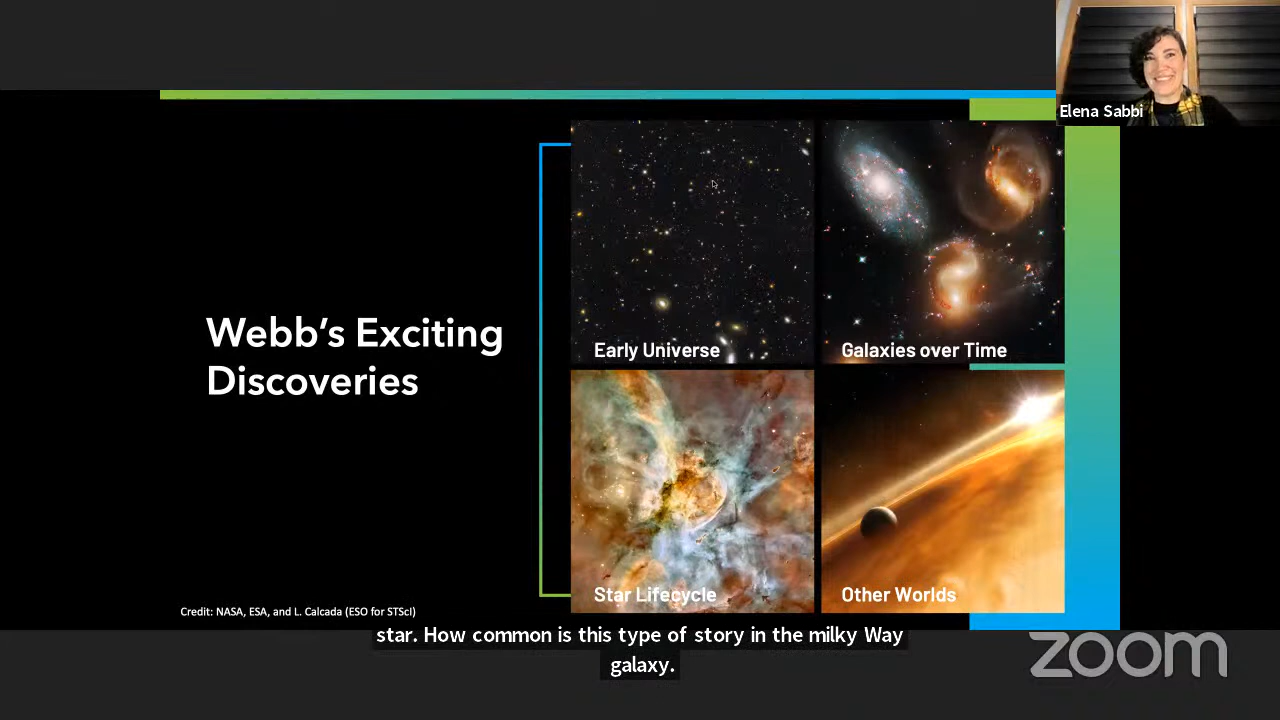 Elena Sabbi
Webb's Exciting
Discoveries
Early Universe
Galaxies over Time
Star Lifecycle
Other Worlds
Credit: NASA, ESA, and L. Calcada (ESO for STScI)
star. How common is this type of story in the milky Way
galaxy.
zoom